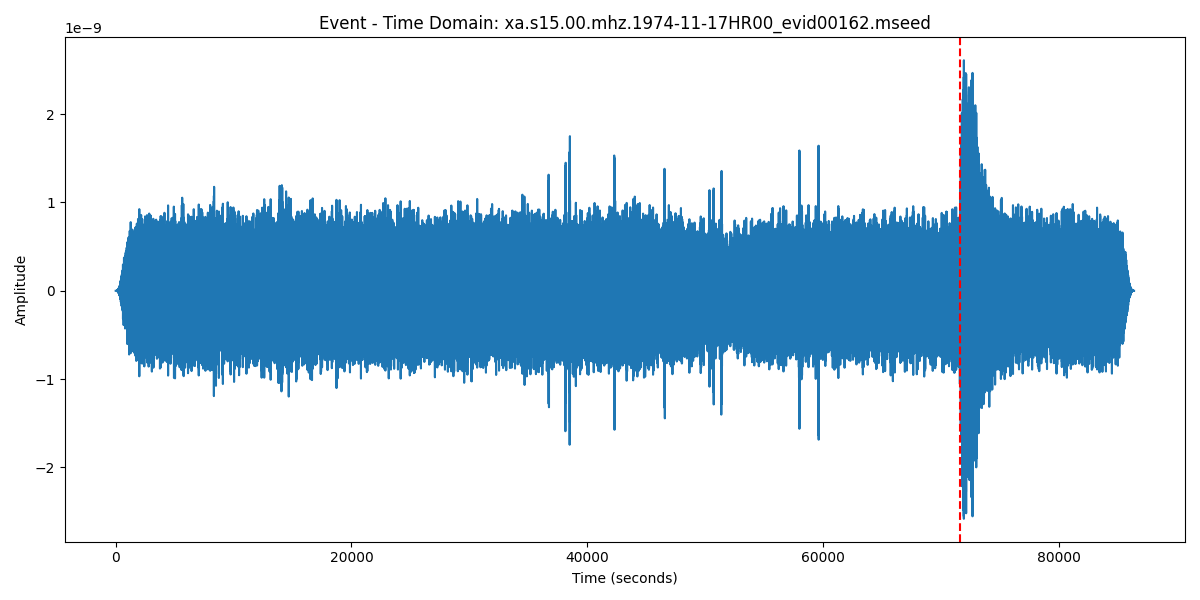 Event - Time Domain: xa.s15.00.mhz.1974-11-17HR00_evid00162.mseed
1e−9
2
1
0
−1
−2
Amplitude
0 20000 40000 60000 80000
Time (seconds)